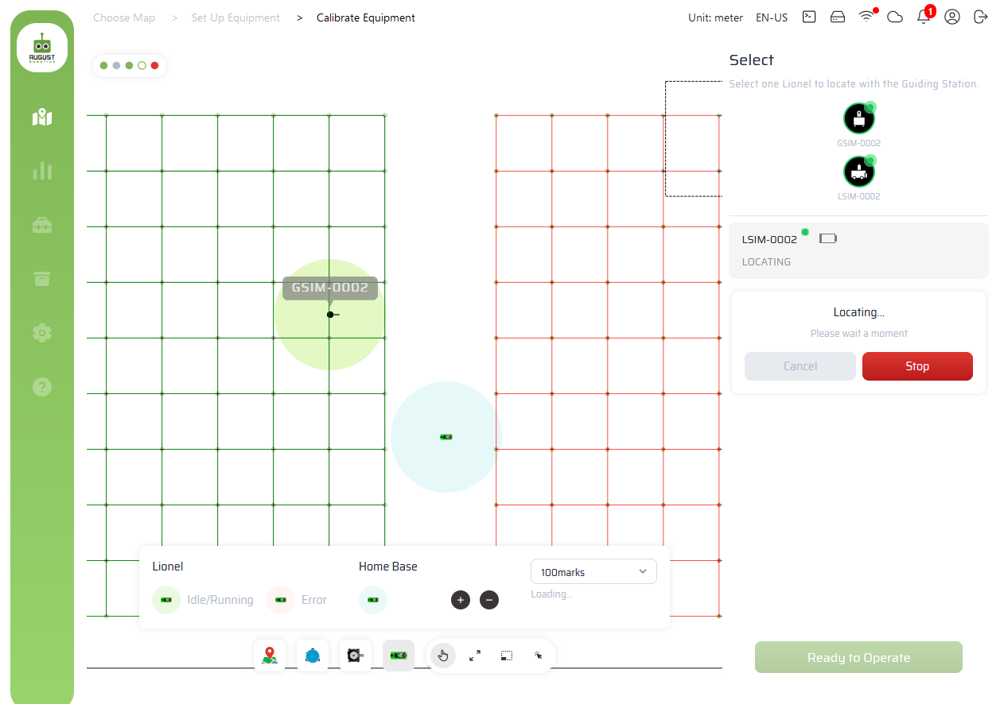 Choose Map > Set Up Equipment > Calibrate Equipment
Unit: meter EN-US
1
AUGUST
ROBOTICS
Select
Select one Lionel to locate with the Guiding Station.
GSIM-0002
LSIM-0002
LSIM-0002
LOCATING
Locating...
Please wait a moment
Cancel Stop
GSIM-0002
Lionel
Idle/Running Error
Home Base
+ −
100marks
Loading...
Ready to Operate